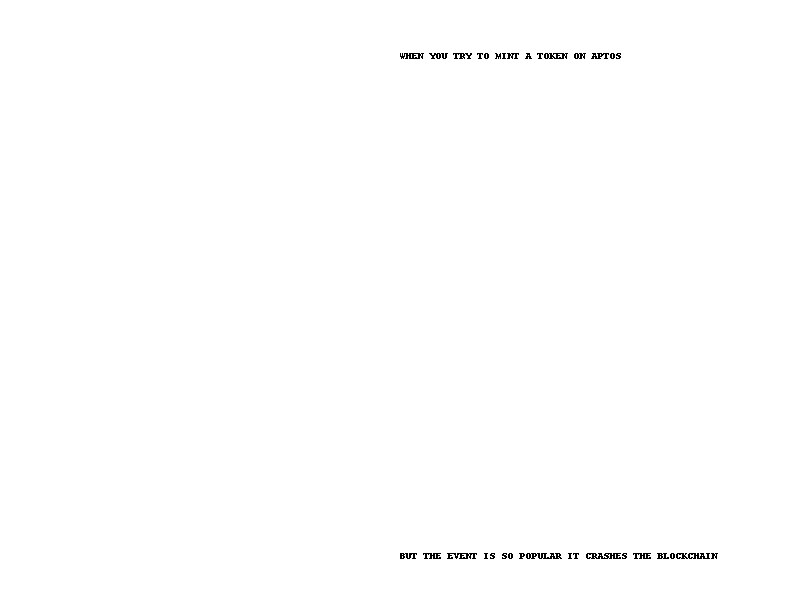 WHEN YOU TRY TO MINT A TOKEN ON APTOS
BUT THE EVENT IS SO POPULAR IT CRASHES THE BLOCKCHAIN